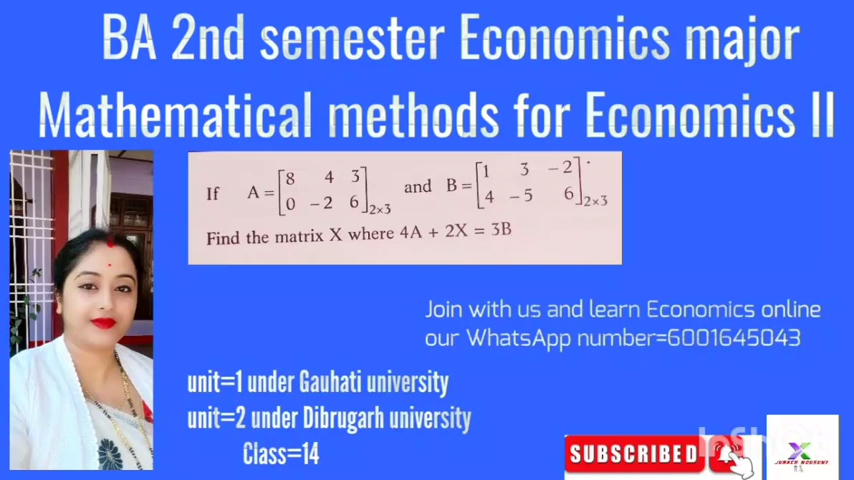 BA 2nd semester Economics major
Mathematical methods for Economics II
If A = [8 4 3
0 -2 6]2×3 and B = [1 3 -2
4 -5 6]2×3
Find the matrix X where 4A + 2X = 3B
Join with us and learn Economics online
our WhatsApp number=6001645043
unit=1 under Gauhati university
unit=2 under Dibrugarh university
Class=14
SUBSCRIBED